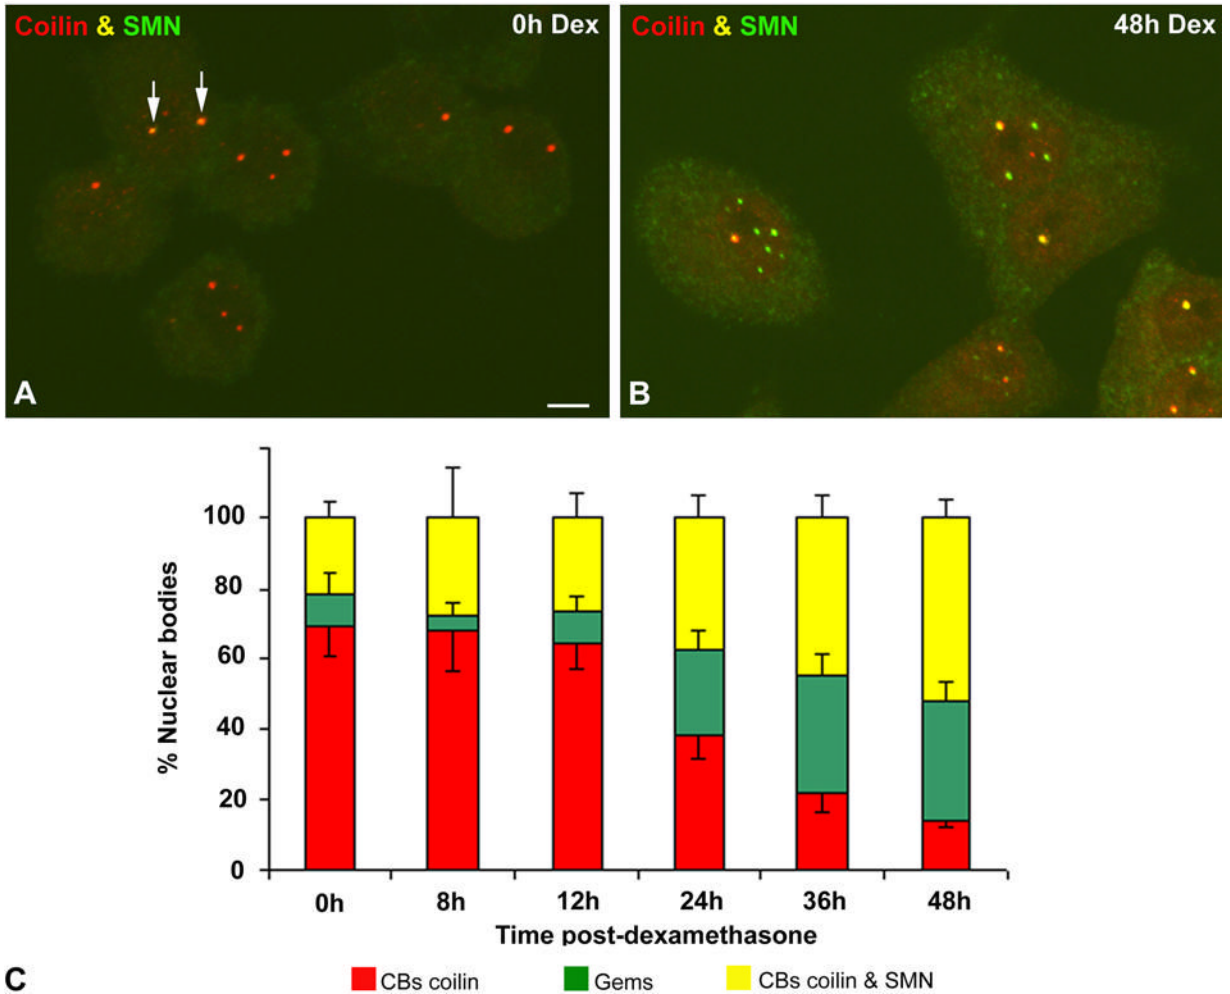 Coilin & SMN 0h Dex
Coilin & SMN 48h Dex
A
B
% Nuclear bodies
100
80
60
40
20
0
0h 8h 12h 24h 36h 48h
Time post-dexamethasone
C
CBs coilin Gems CBs coilin & SMN